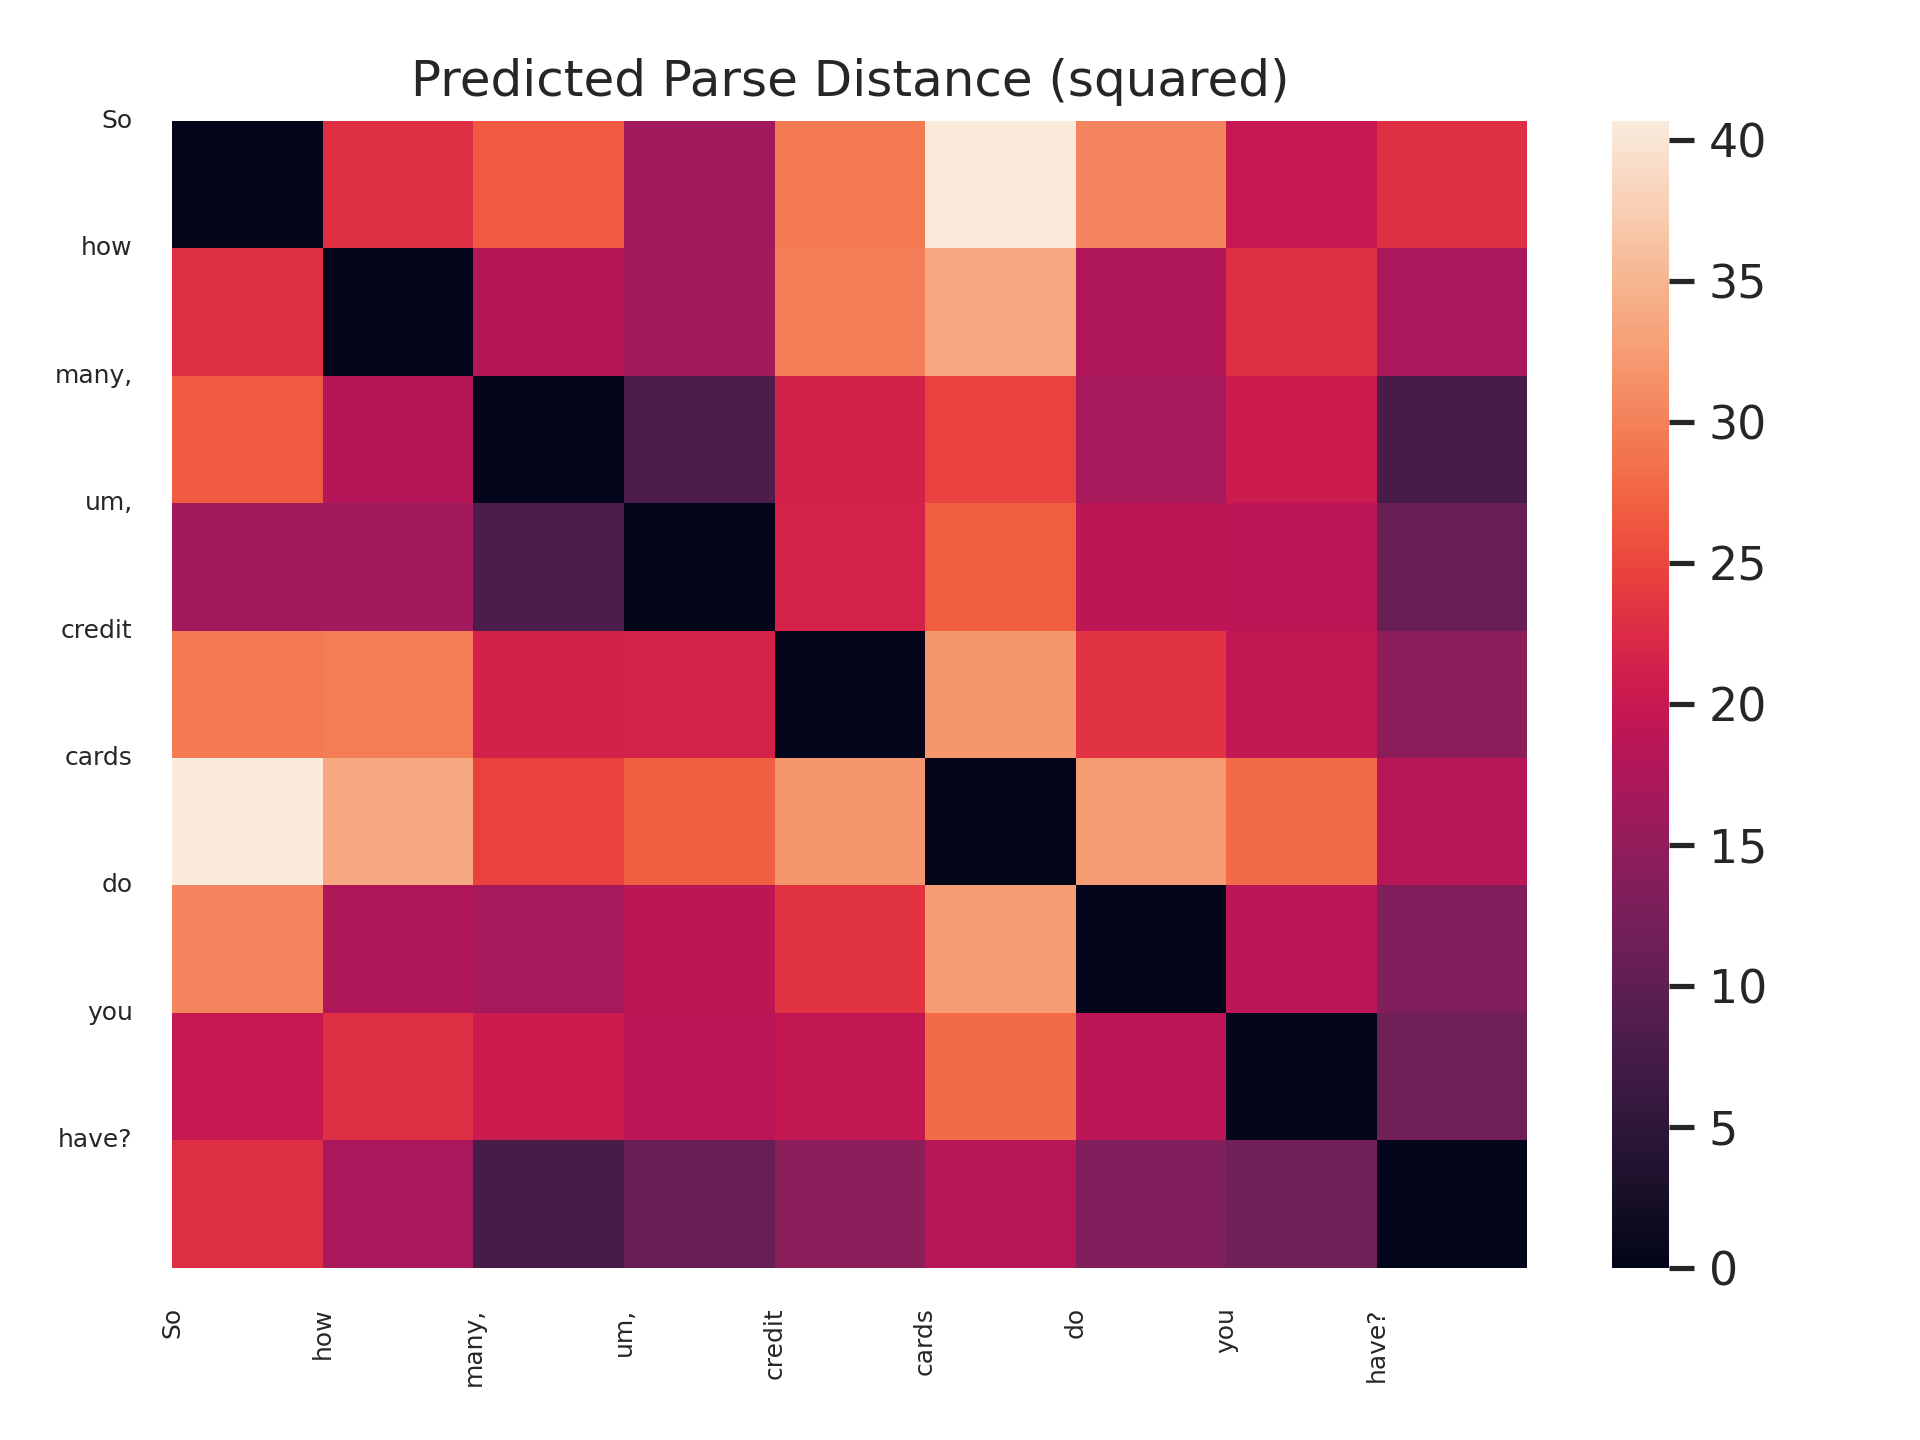 Predicted Parse Distance (squared)
So
how
many,
um,
credit
cards
do
you
have?
So
how
many,
um,
credit
cards
do
you
have?
40
35
30
25
20
15
10
5
0